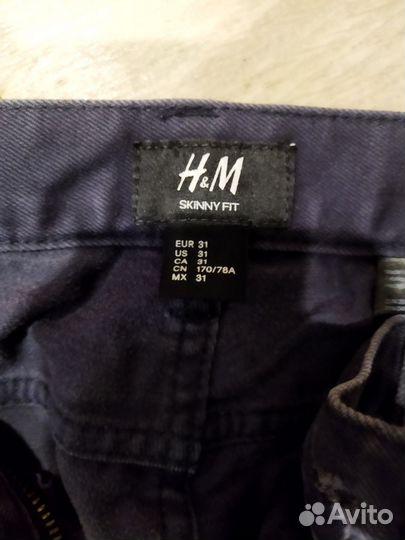 H&M
SKINNY FIT
EUR 31
US 31
CA 31
CN 170/78A
MX 31
Avito